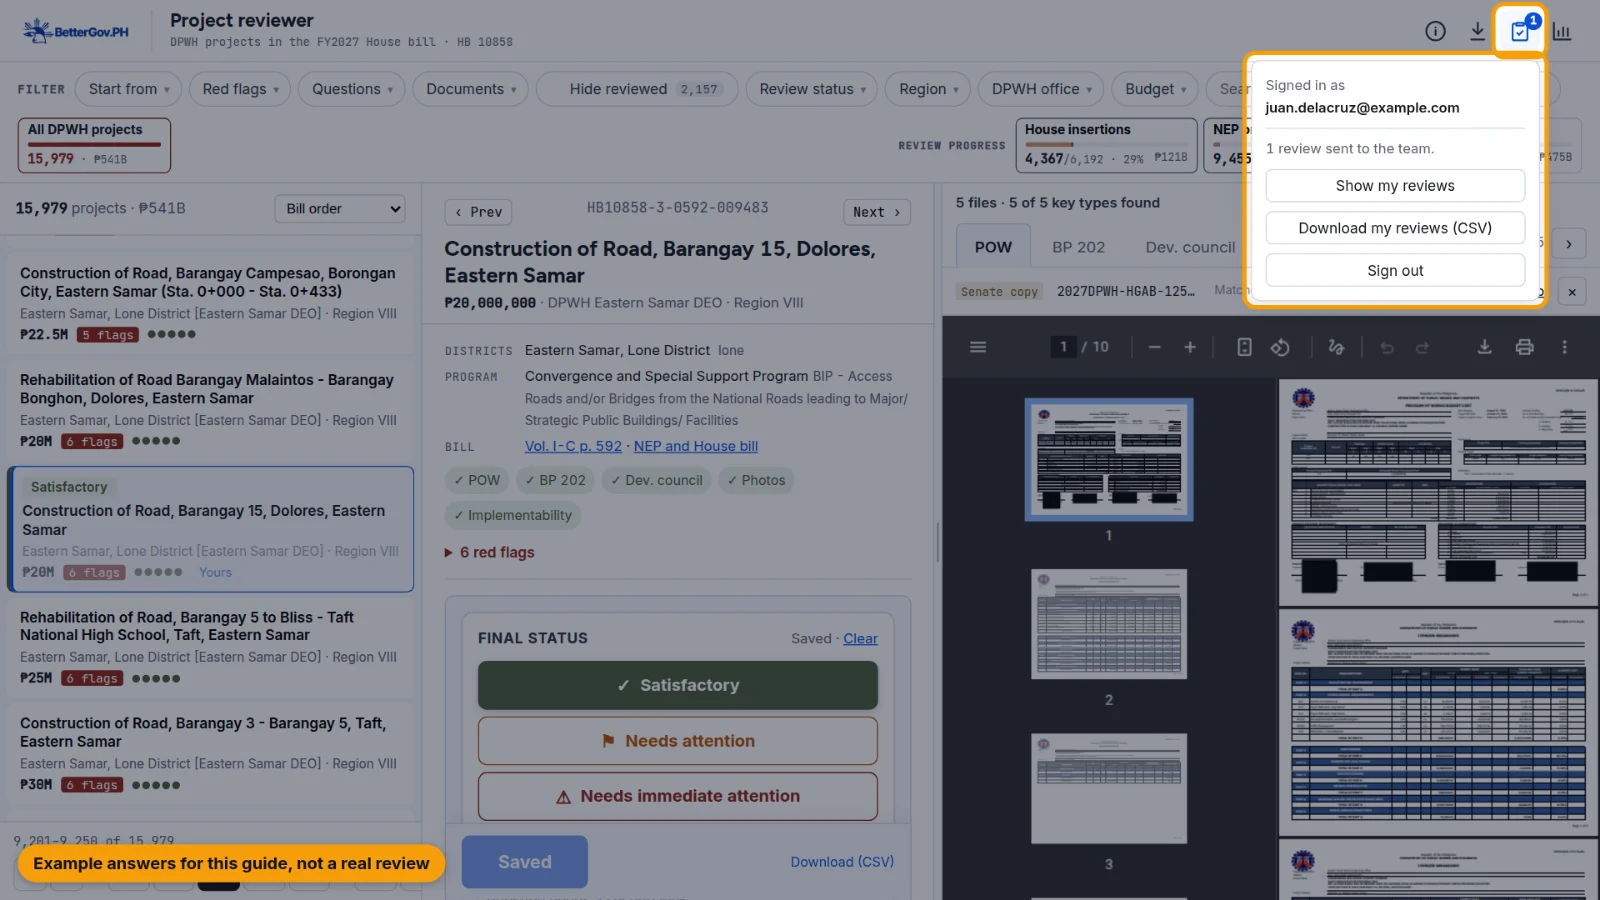 BetterGov.PH
Project reviewer
DPWH projects in the FY2027 House bill · HB 10858
1
FILTER
Start from
Red flags
Questions
Documents
Hide reviewed 2,157
Review status
Region
DPWH office
Budget
All DPWH projects
15,979 · ₱541B
REVIEW PROGRESS
House insertions
4,367/6,192 · 29% ₱121B
NEP
Signed in as
juan.delacruz@example.com
1 review sent to the team.
Show my reviews
Download my reviews (CSV)
Sign out
15,979 projects · ₱541B
Bill order
Construction of Road, Barangay Campesao, Borongan
City, Eastern Samar (Sta. 0+000 - Sta. 0+433)
Eastern Samar, Lone District [Eastern Samar DEO] · Region VIII
₱22.5M 5 flags
Rehabilitation of Road Barangay Malaintos - Barangay
Bonghon, Dolores, Eastern Samar
Eastern Samar, Lone District [Eastern Samar DEO] · Region VIII
₱20M 6 flags
Satisfactory
Construction of Road, Barangay 15, Dolores, Eastern
Samar
Eastern Samar, Lone District [Eastern Samar DEO] · Region VIII
₱20M 6 flags Yours
Rehabilitation of Road, Barangay 5 to Bliss - Taft
National High School, Taft, Eastern Samar
Eastern Samar, Lone District [Eastern Samar DEO] · Region VIII
₱25M 6 flags
Construction of Road, Barangay 3 - Barangay 5, Taft,
Eastern Samar
Eastern Samar, Lone District [Eastern Samar DEO] · Region VIII
₱30M 6 flags
9,201–9,250 of 15,979
Example answers for this guide, not a real review
‹ Prev
HB10858-3-0592-009483
Next ›
Construction of Road, Barangay 15, Dolores,
Eastern Samar
₱20,000,000 · DPWH Eastern Samar DEO · Region VIII
DISTRICTS Eastern Samar, Lone District lone
PROGRAM Convergence and Special Support Program BIP - Access
Roads and/or Bridges from the National Roads leading to Major/
Strategic Public Buildings/ Facilities
BILL Vol. I-C p. 592 · NEP and House bill
✓ POW
✓ BP 202
✓ Dev. council
✓ Photos
✓ Implementability
6 red flags
FINAL STATUS
Saved · Clear
✓ Satisfactory
Needs attention
Needs immediate attention
Saved
Download (CSV)
5 files · 5 of 5 key types found
POW
BP 202
Dev. council
Senate copy 2027DPWH-HGAB-125…
1 / 10
1
2
3